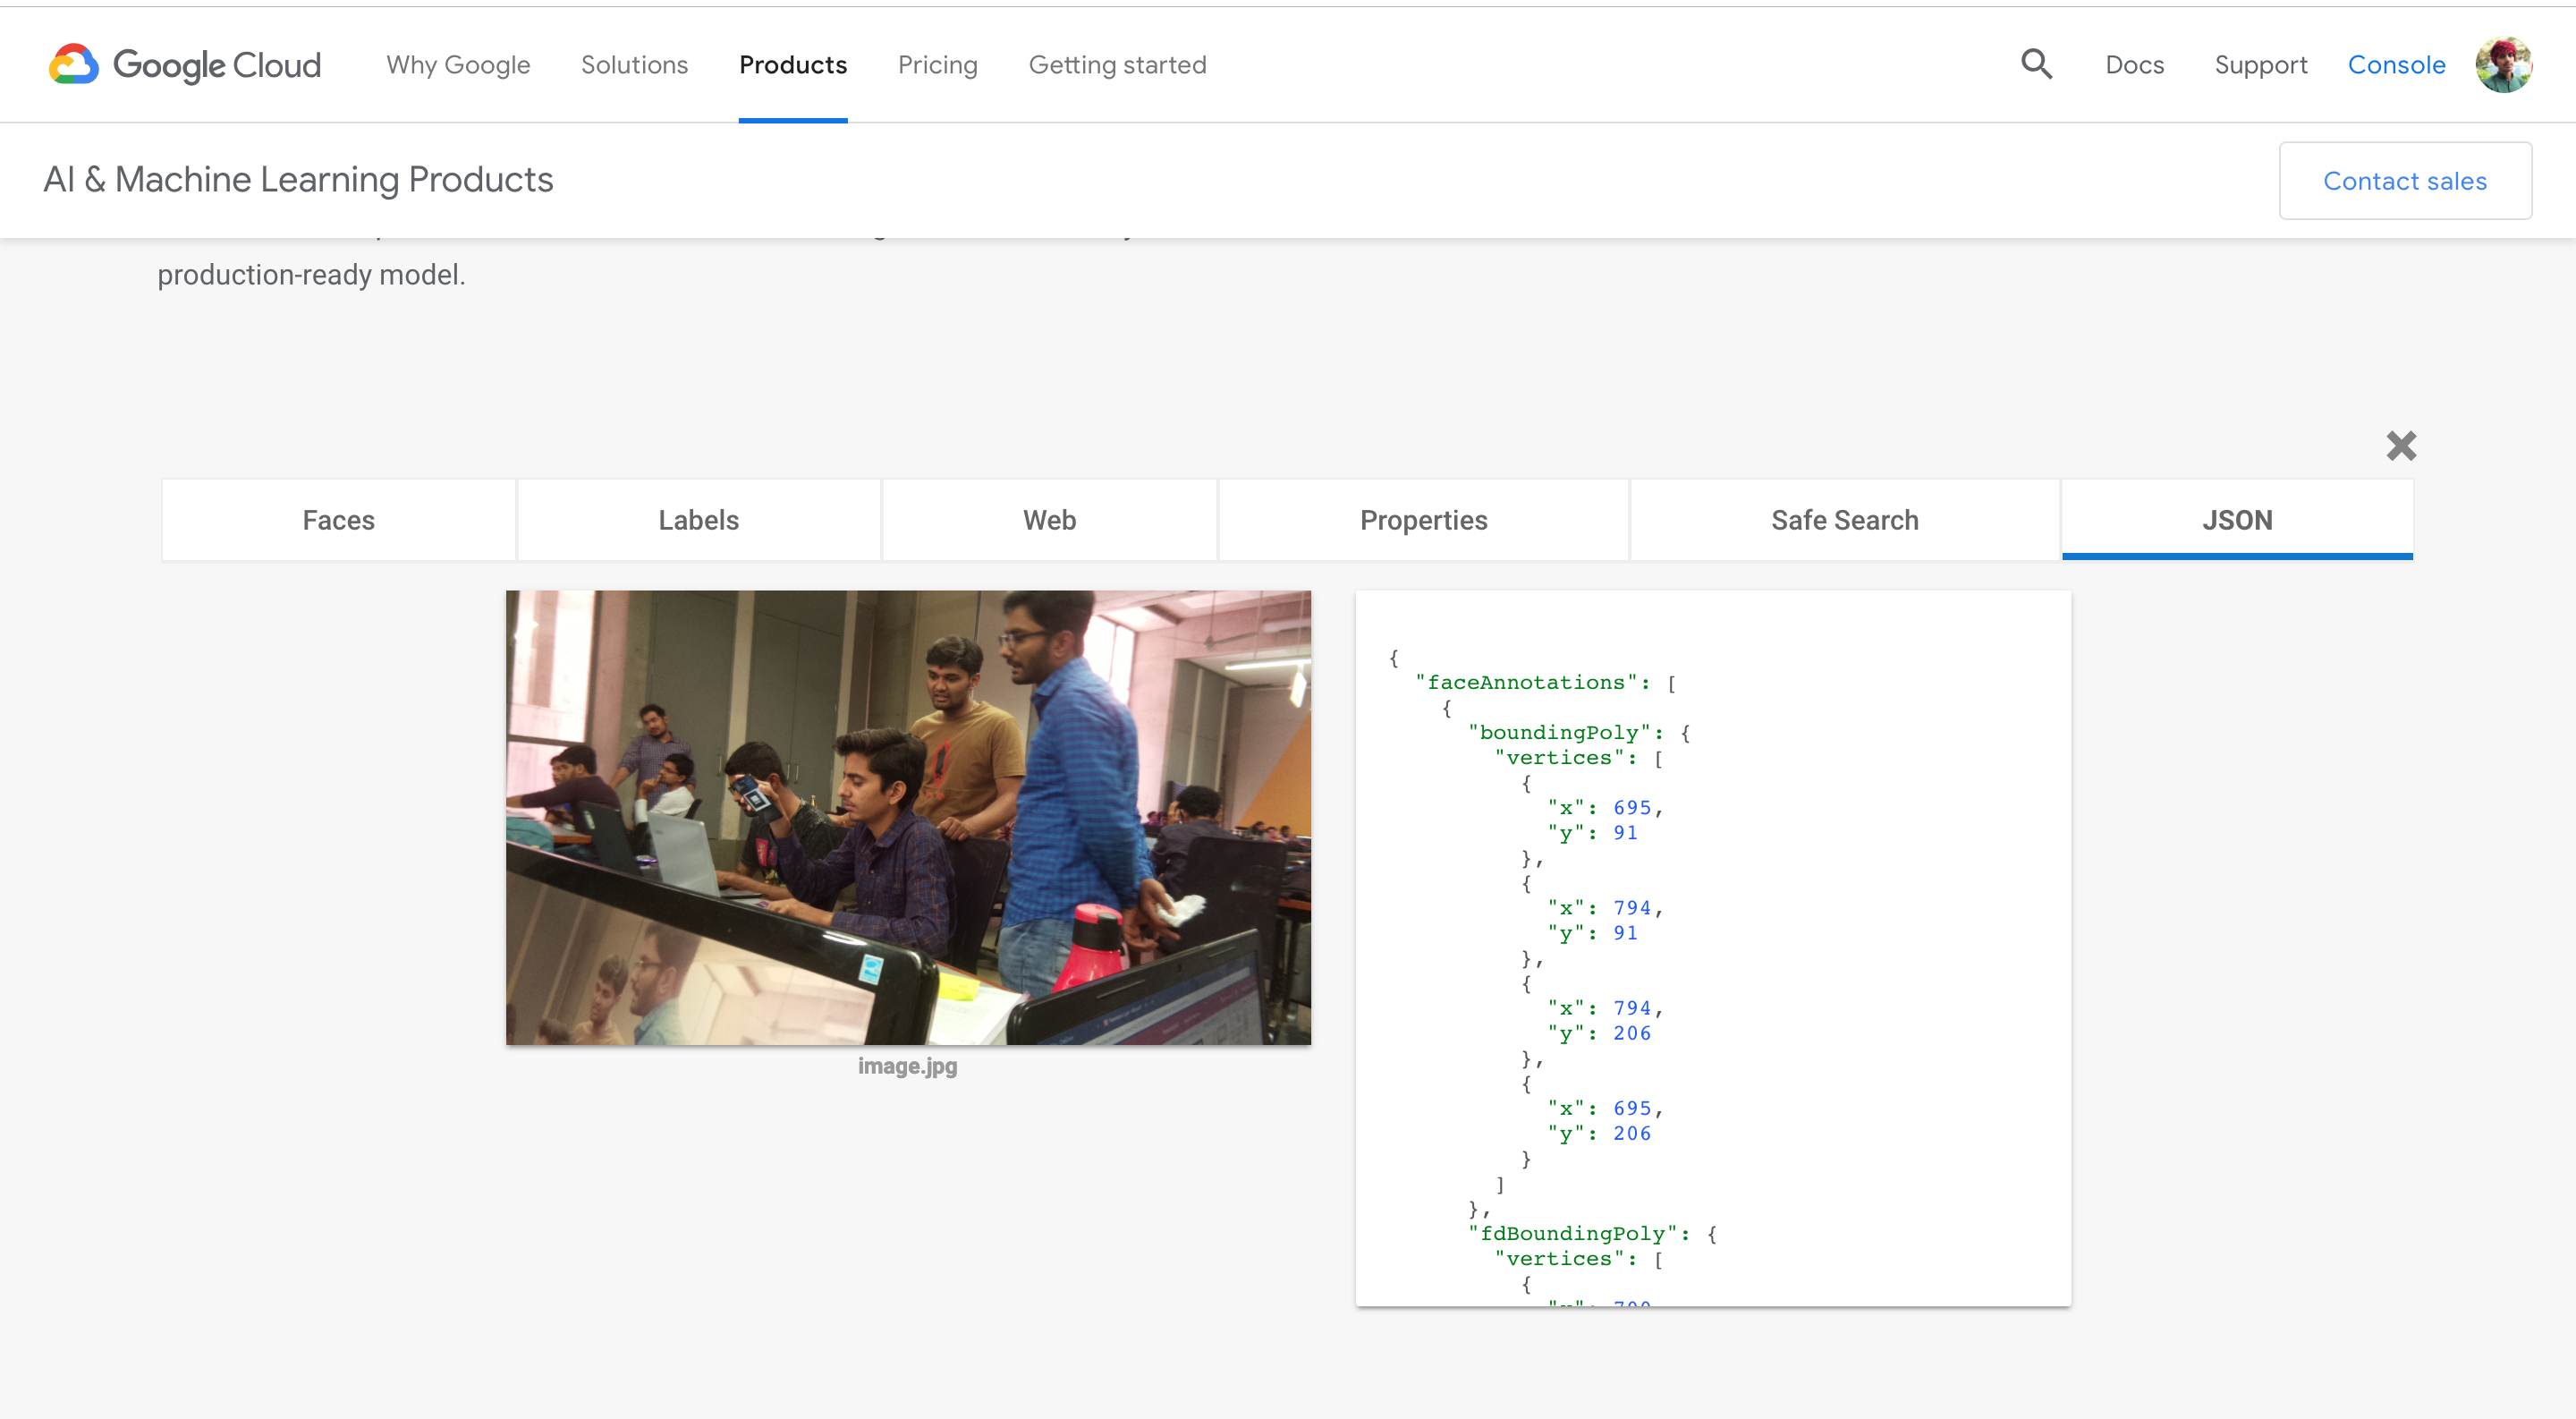 Google Cloud
Why Google
Solutions
Products
Pricing
Getting started
Docs
Support
Console
AI & Machine Learning Products
Contact sales
production-ready model.
Faces
Labels
Web
Properties
Safe Search
JSON
{
"faceAnnotations": [
{
"boundingPoly": {
"vertices": [
{
"x": 695,
"y": 91
},
{
"x": 794,
"y": 91
},
{
"x": 794,
"y": 206
},
{
"x": 695,
"y": 206
}
]
},
"fdBoundingPoly": {
"vertices": [
{
image.jpg